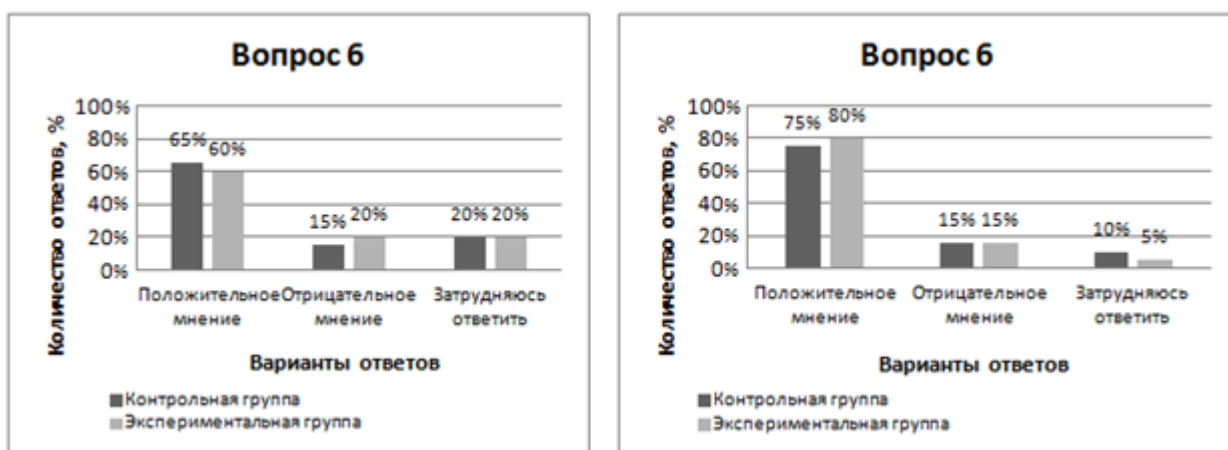 Вопрос 6
Количество ответов, %
100%
80%
60%
40%
20%
0%
65%
60%
15%
20%
20%
20%
Положительное
мнение
Отрицательное
мнение
Затрудняюсь
ответить
Варианты ответов
Контрольная группа
Экспериментальная группа
Вопрос 6
Количество ответов, %
100%
80%
60%
40%
20%
0%
75%
80%
15%
15%
10%
5%
Положительное
мнение
Отрицательное
мнение
Затрудняюсь
ответить
Варианты ответов
Контрольная группа
Экспериментальная группа